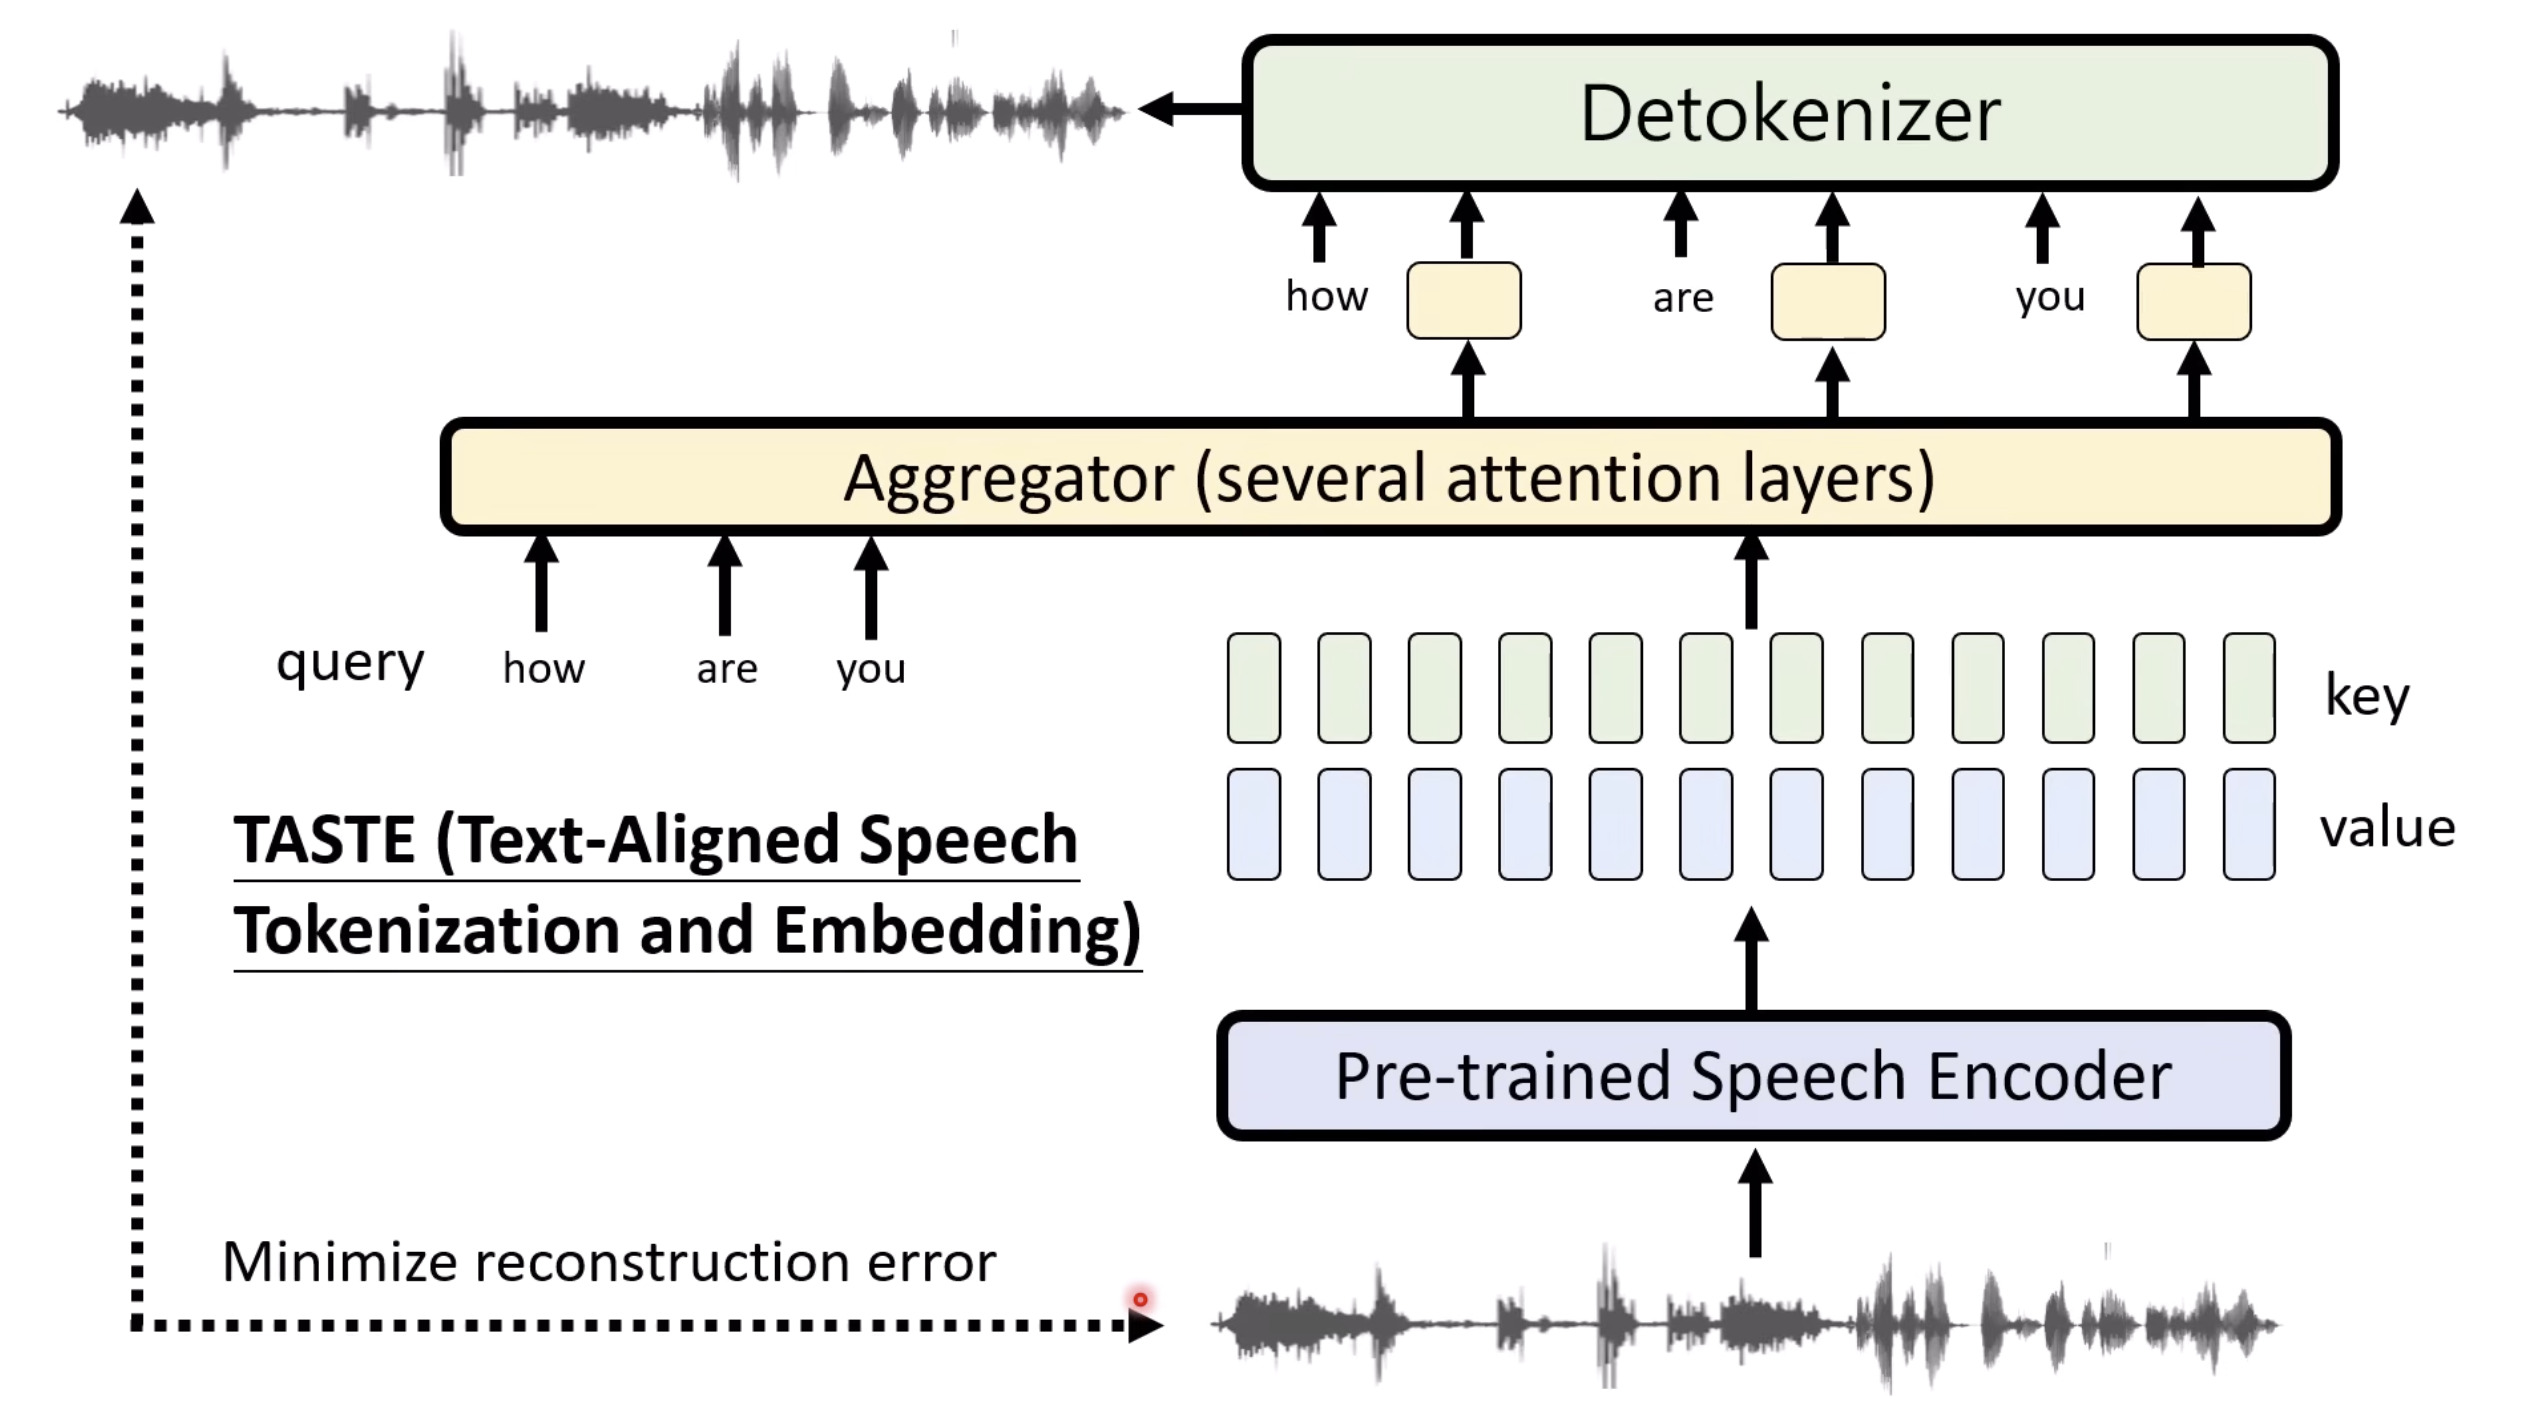 Detokenizer
how are you
Aggregator (several attention layers)
query how are you
key
value
TASTE (Text-Aligned Speech
Tokenization and Embedding)
Pre-trained Speech Encoder
Minimize reconstruction error